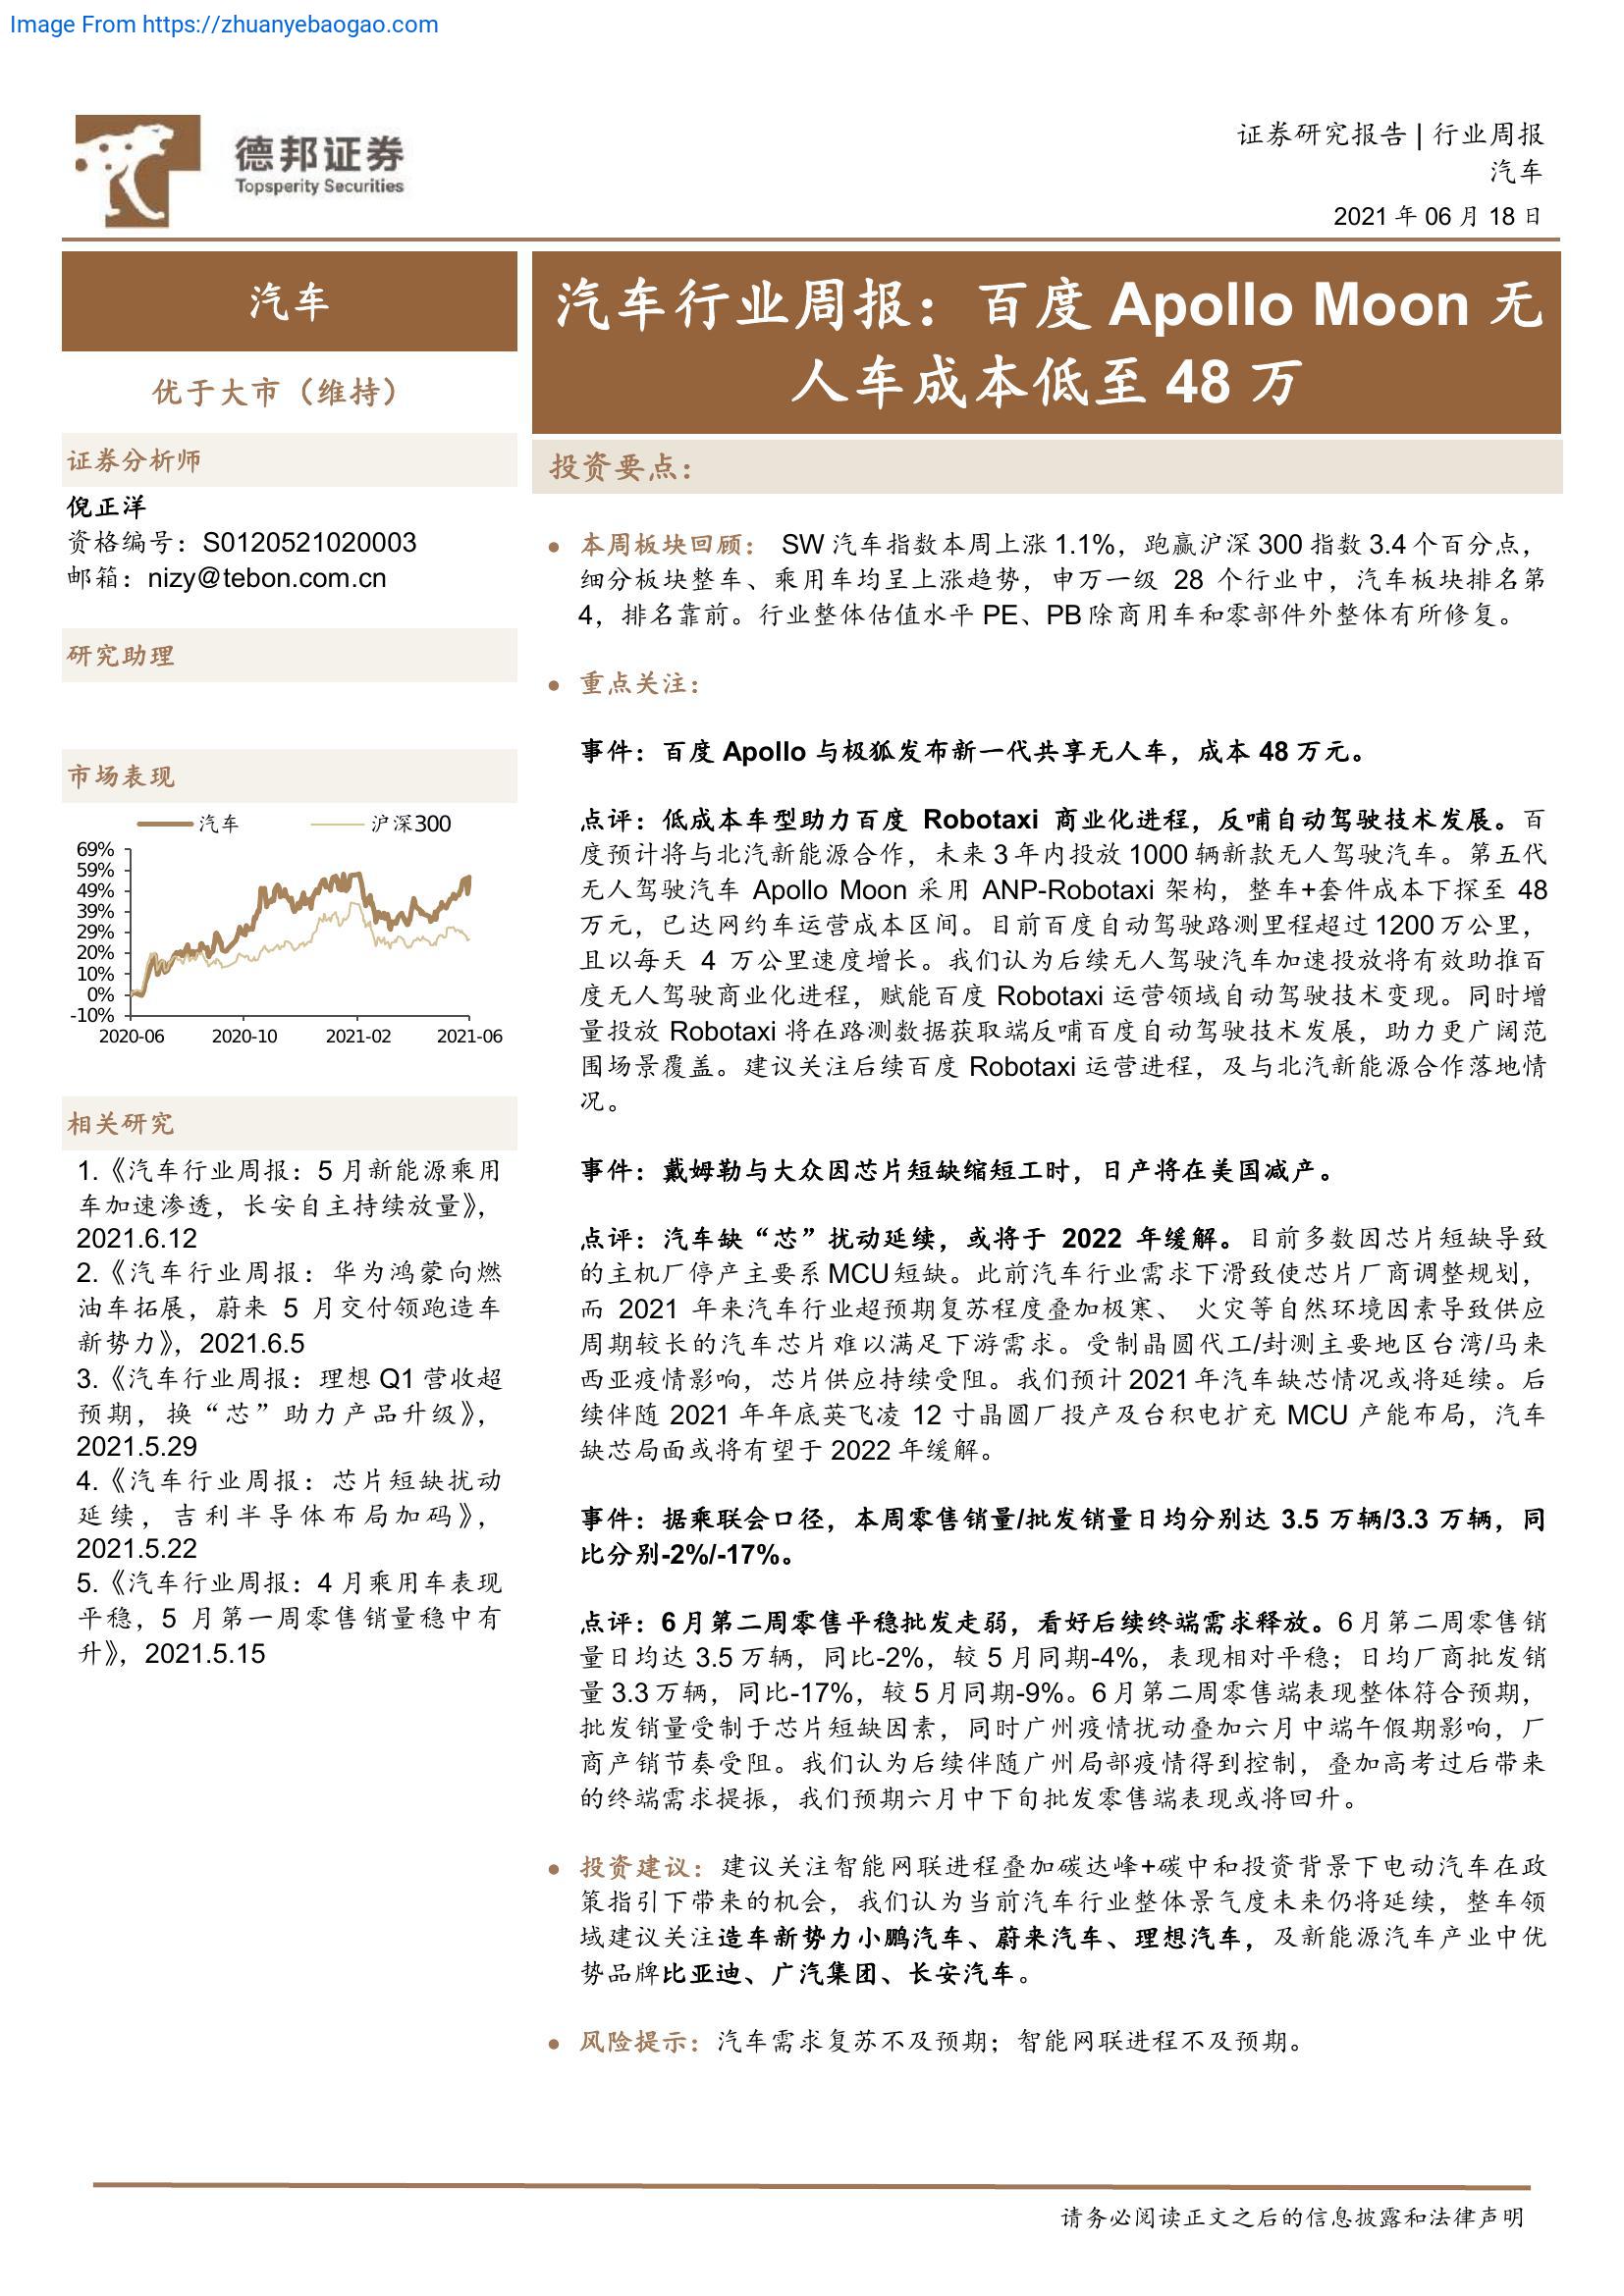 Image From https://zhuanyebaogao.com
德邦证券
Topsperity Securities
证券研究报告 | 行业周报
汽车
2021 年 06 月 18 日
汽车
优于大市（维持）
证券分析师
倪正洋
资格编号：S0120521020003
邮箱：nizy@tebon.com.cn
研究助理
市场表现
汽车 沪深300
69%
59%
49%
39%
29%
20%
10%
0%
-10%
2020-06 2020-10 2021-02 2021-06
相关研究
1.《汽车行业周报：5 月新能源乘用
车加速渗透，长安自主持续放量》，
2021.6.12
2.《汽车行业周报：华为鸿蒙向燃
油车拓展，蔚来 5 月交付领跑造车
新势力》，2021.6.5
3.《汽车行业周报：理想 Q1 营收超
预期，换“芯”助力产品升级》，
2021.5.29
4.《汽车行业周报：芯片短缺扰动
延续，吉利半导体布局加码》，
2021.5.22
5.《汽车行业周报：4 月乘用车表现
平稳，5 月第一周零售销量稳中有
升》，2021.5.15
汽车行业周报：百度 Apollo Moon 无
人车成本低至 48 万
投资要点：
● 本周板块回顾： SW 汽车指数本周上涨 1.1%，跑赢沪深 300 指数 3.4 个百分点，
细分板块整车、乘用车均呈上涨趋势，申万一级 28 个行业中，汽车板块排名第
4，排名靠前。行业整体估值水平 PE、PB 除商用车和零部件外整体有所修复。
● 重点关注：
事件：百度 Apollo 与极狐发布新一代共享无人车，成本 48 万元。
点评：低成本车型助力百度 Robotaxi 商业化进程，反哺自动驾驶技术发展。百
度预计将与北汽新能源合作，未来 3 年内投放 1000 辆新款无人驾驶汽车。第五代
无人驾驶汽车 Apollo Moon 采用 ANP-Robotaxi 架构，整车+套件成本下探至 48
万元，已达网约车运营成本区间。目前百度自动驾驶路测里程超过 1200 万公里，
且以每天 4 万公里速度增长。我们认为后续无人驾驶汽车加速投放将有效助推百
度无人驾驶商业化进程，赋能百度 Robotaxi 运营领域自动驾驶技术变现。同时增
量投放 Robotaxi 将在路测数据获取端反哺百度自动驾驶技术发展，助力更广阔范
围场景覆盖。建议关注后续百度 Robotaxi 运营进程，及与北汽新能源合作落地情
况。
事件：戴姆勒与大众因芯片短缺缩短工时，日产将在美国减产。
点评：汽车缺“芯”扰动延续，或将于 2022 年缓解。目前多数因芯片短缺导致
的主机厂停产主要系 MCU 短缺。此前汽车行业需求下滑致使芯片厂商调整规划，
而 2021 年来汽车行业超预期复苏程度叠加极寒、 火灾等自然环境因素导致供应
周期较长的汽车芯片难以满足下游需求。受制晶圆代工/封测主要地区台湾/马来
西亚疫情影响，芯片供应持续受阻。我们预计 2021 年汽车缺芯情况或将延续。后
续伴随 2021 年年底英飞凌 12 寸晶圆厂投产及台积电扩充 MCU 产能布局，汽车
缺芯局面或将有望于 2022 年缓解。
事件：据乘联会口径，本周零售销量/批发销量日均分别达 3.5 万辆/3.3 万辆，同
比分别-2%/-17%。
点评：6 月第二周零售平稳批发走弱，看好后续终端需求释放。6 月第二周零售销
量日均达 3.5 万辆，同比-2%，较 5 月同期-4%，表现相对平稳；日均厂商批发销
量 3.3 万辆，同比-17%，较 5 月同期-9%。6 月第二周零售端表现整体符合预期，
批发销量受制于芯片短缺因素，同时广州疫情扰动叠加六月中端午假期影响，厂
商产销节奏受阻。我们认为后续伴随广州局部疫情得到控制，叠加高考过后带来
的终端需求提振，我们预期六月中下旬批发零售端表现或将回升。
● 投资建议：建议关注智能网联进程叠加碳达峰+碳中和投资背景下电动汽车在政
策指引下带来的机会，我们认为当前汽车行业整体景气度未来仍将延续，整车领
域建议关注造车新势力小鹏汽车、蔚来汽车、理想汽车，及新能源汽车产业中优
势品牌比亚迪、广汽集团、长安汽车。
● 风险提示：汽车需求复苏不及预期；智能网联进程不及预期。
请务必阅读正文之后的信息披露和法律声明